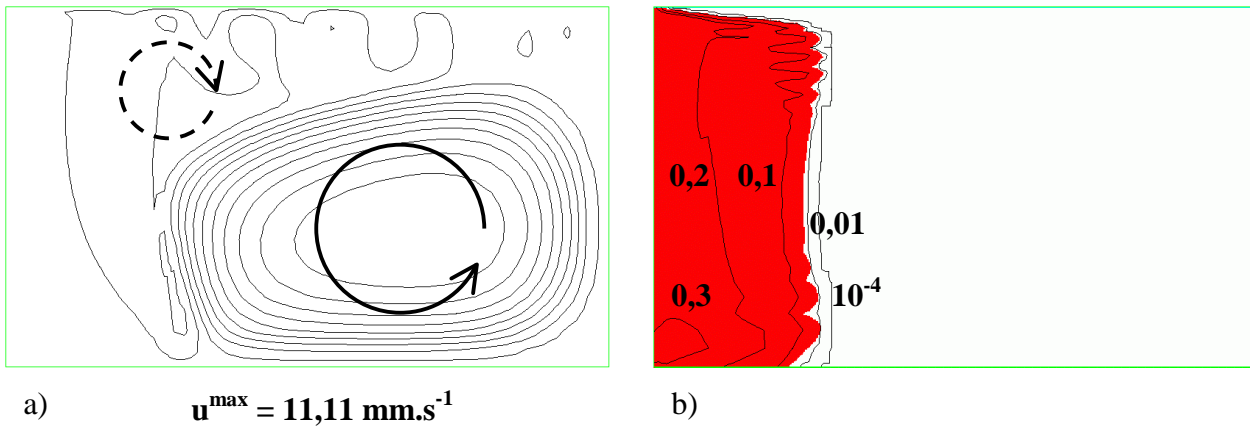 0,2 0,1
0,01
0,3 10⁻⁴
a) uᵐᵃˣ = 11,11 mm.s⁻¹ b)